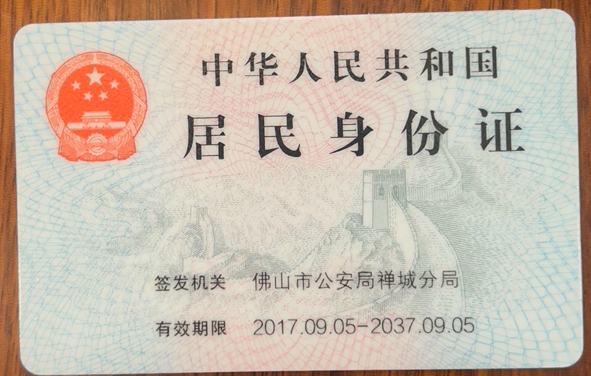 中华人民共和国
居民身份证
签发机关 佛山市公安局禅城分局
有效期限 2017.09.05-2037.09.05